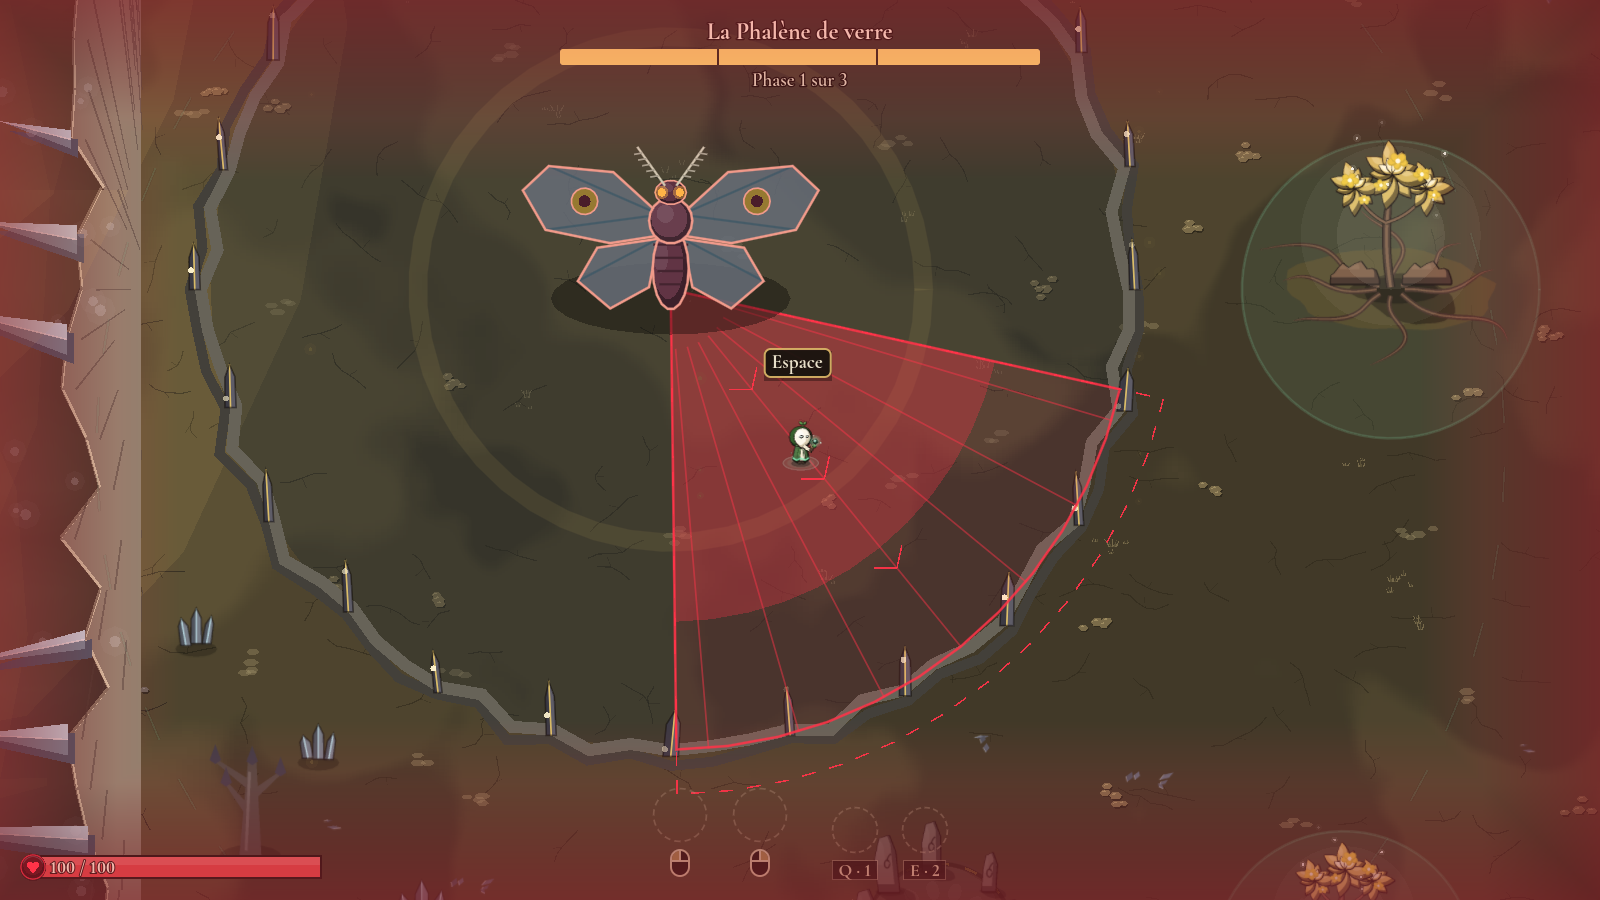 La Phalène de verre
Phase 1 sur 3
Espace
100 / 100
Q · 1
E · 2